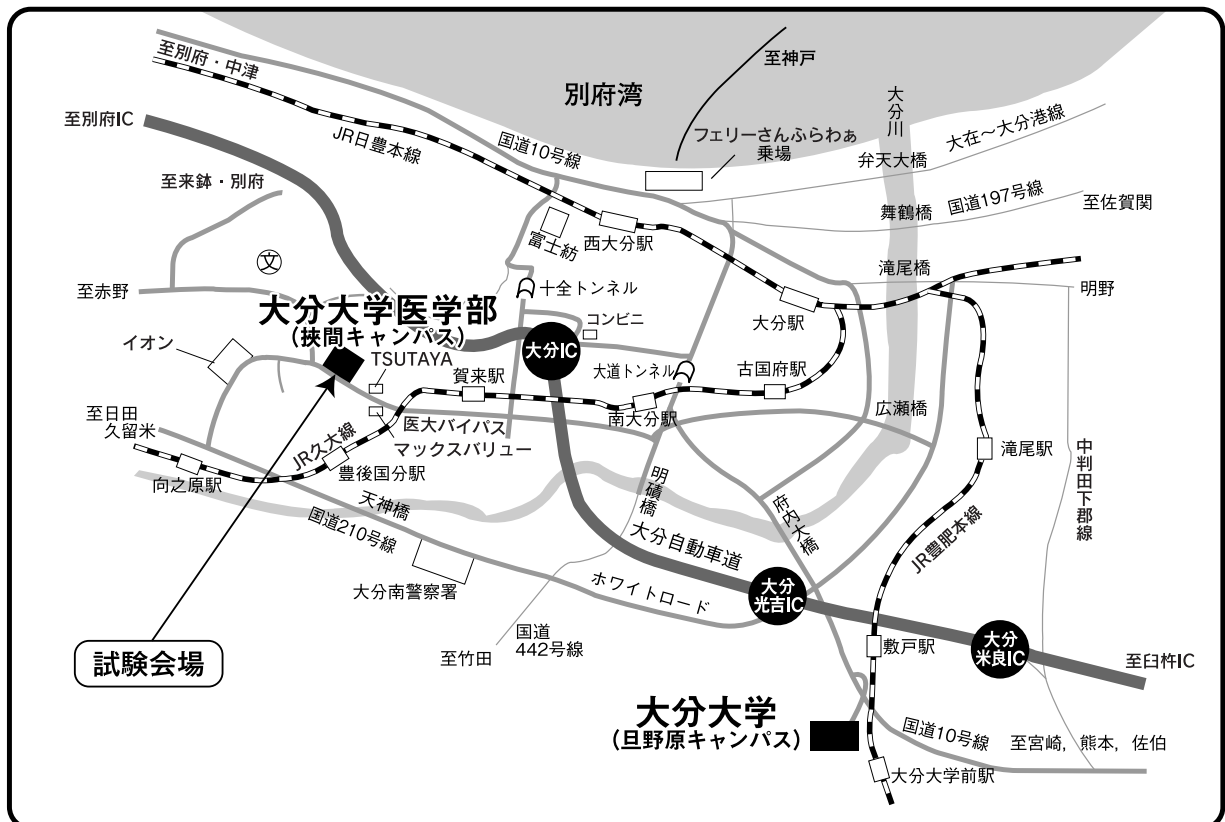 至別府・中津
至神戸
別府湾
大分川
至別府IC
JR日豊本線
国道10号線
フェリーさんふらわぁ
乗場
大在～大分港線
弁天大橋
至来鉢・別府
舞鶴橋
国道197号線
至佐賀関
富士紡
西大分駅
文
滝尾橋
至赤野
十全トンネル
明野
大分大学医学部
(挾間キャンパス)
コンビニ
大分駅
イオン
TSUTAYA
大分IC
大道トンネル
古国府駅
賀来駅
至日田
久留米
南大分駅
広瀬橋
医大バイパス
マックスバリュー
JR久大線
豊後国分駅
滝尾駅
中判田下郡線
向之原駅
明磧橋
天神橋
府内大橋
国道210号線
大分自動車道
JR豊肥本線
大分南警察署
ホワイトロード
大分
光吉IC
国道
442号線
至竹田
敷戸駅
大分
米良IC
至臼杵IC
試験会場
大分大学
(旦野原キャンパス)
国道10号線
至宮崎，熊本，佐伯
大分大学前駅